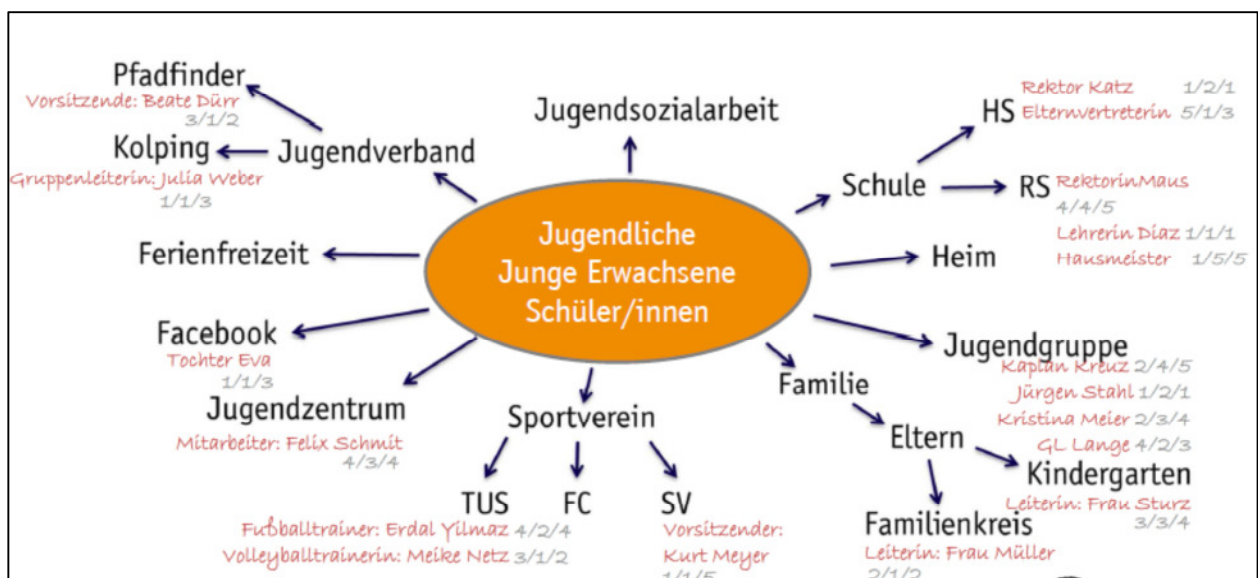 Pfadfinder
Vorsitzende: Beate Dürr
3/1/2
Kolping
Jugendverband
Gruppenleiterin: Julia Weber
1/1/3
Ferienfreizeit
Facebook
Tochter Eva
1/1/3
Jugendzentrum
Mitarbeiter: Felix Schmit
4/3/4
Jugendsozialarbeit
Jugendliche
Junge Erwachsene
Schüler/innen
Sportverein
TUS
FC
SV
Fußballtrainer: Erdal Yilmaz 4/2/4
Volleyballtrainerin: Meike Netz 3/1/2
Vorsitzender:
Kurt Meyer
1/1/5
Schule
HS
Rektor Katz 1/2/1
Elternvertreterin 5/1/3
RS
RektorinMaus
4/4/5
Lehrerin Diaz 1/1/1
Hausmeister 1/5/5
Heim
Jugendgruppe
Kaplan Kreuz 2/4/5
Jürgen Stahl 1/2/1
Kristina Meier 2/3/4
GL Lange 4/2/3
Familie
Eltern
Kindergarten
Leiterin: Frau Sturz
3/3/4
Familienkreis
Leiterin: Frau Müller
2/1/2